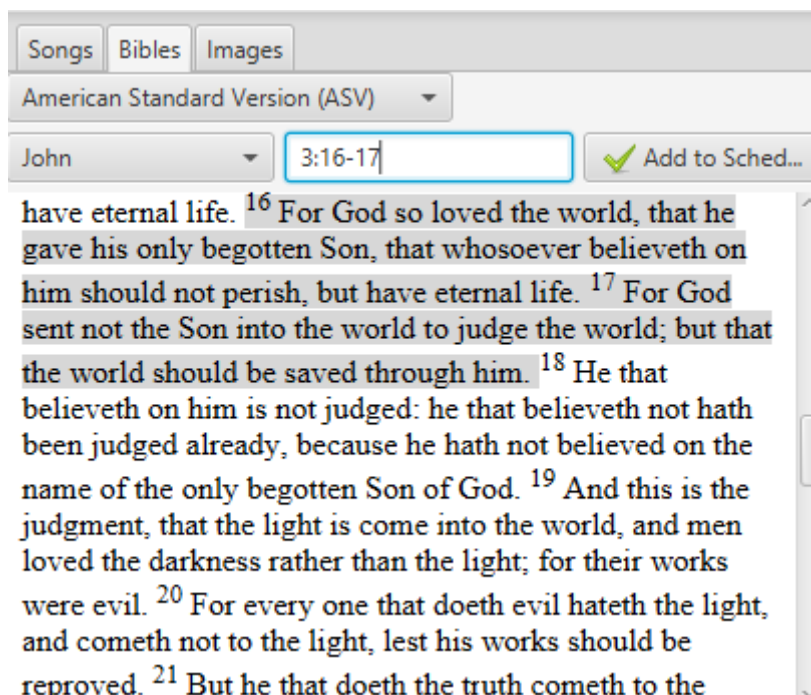 Songs Bibles Images
American Standard Version (ASV)
John 3:16-17 Add to Sched...
have eternal life. 16 For God so loved the world, that he
gave his only begotten Son, that whosoever believeth on
him should not perish, but have eternal life. 17 For God
sent not the Son into the world to judge the world; but that
the world should be saved through him. 18 He that
believeth on him is not judged: he that believeth not hath
been judged already, because he hath not believed on the
name of the only begotten Son of God. 19 And this is the
judgment, that the light is come into the world, and men
loved the darkness rather than the light; for their works
were evil. 20 For every one that doeth evil hateth the light,
and cometh not to the light, lest his works should be
reproved. 21 But he that doeth the truth cometh to the